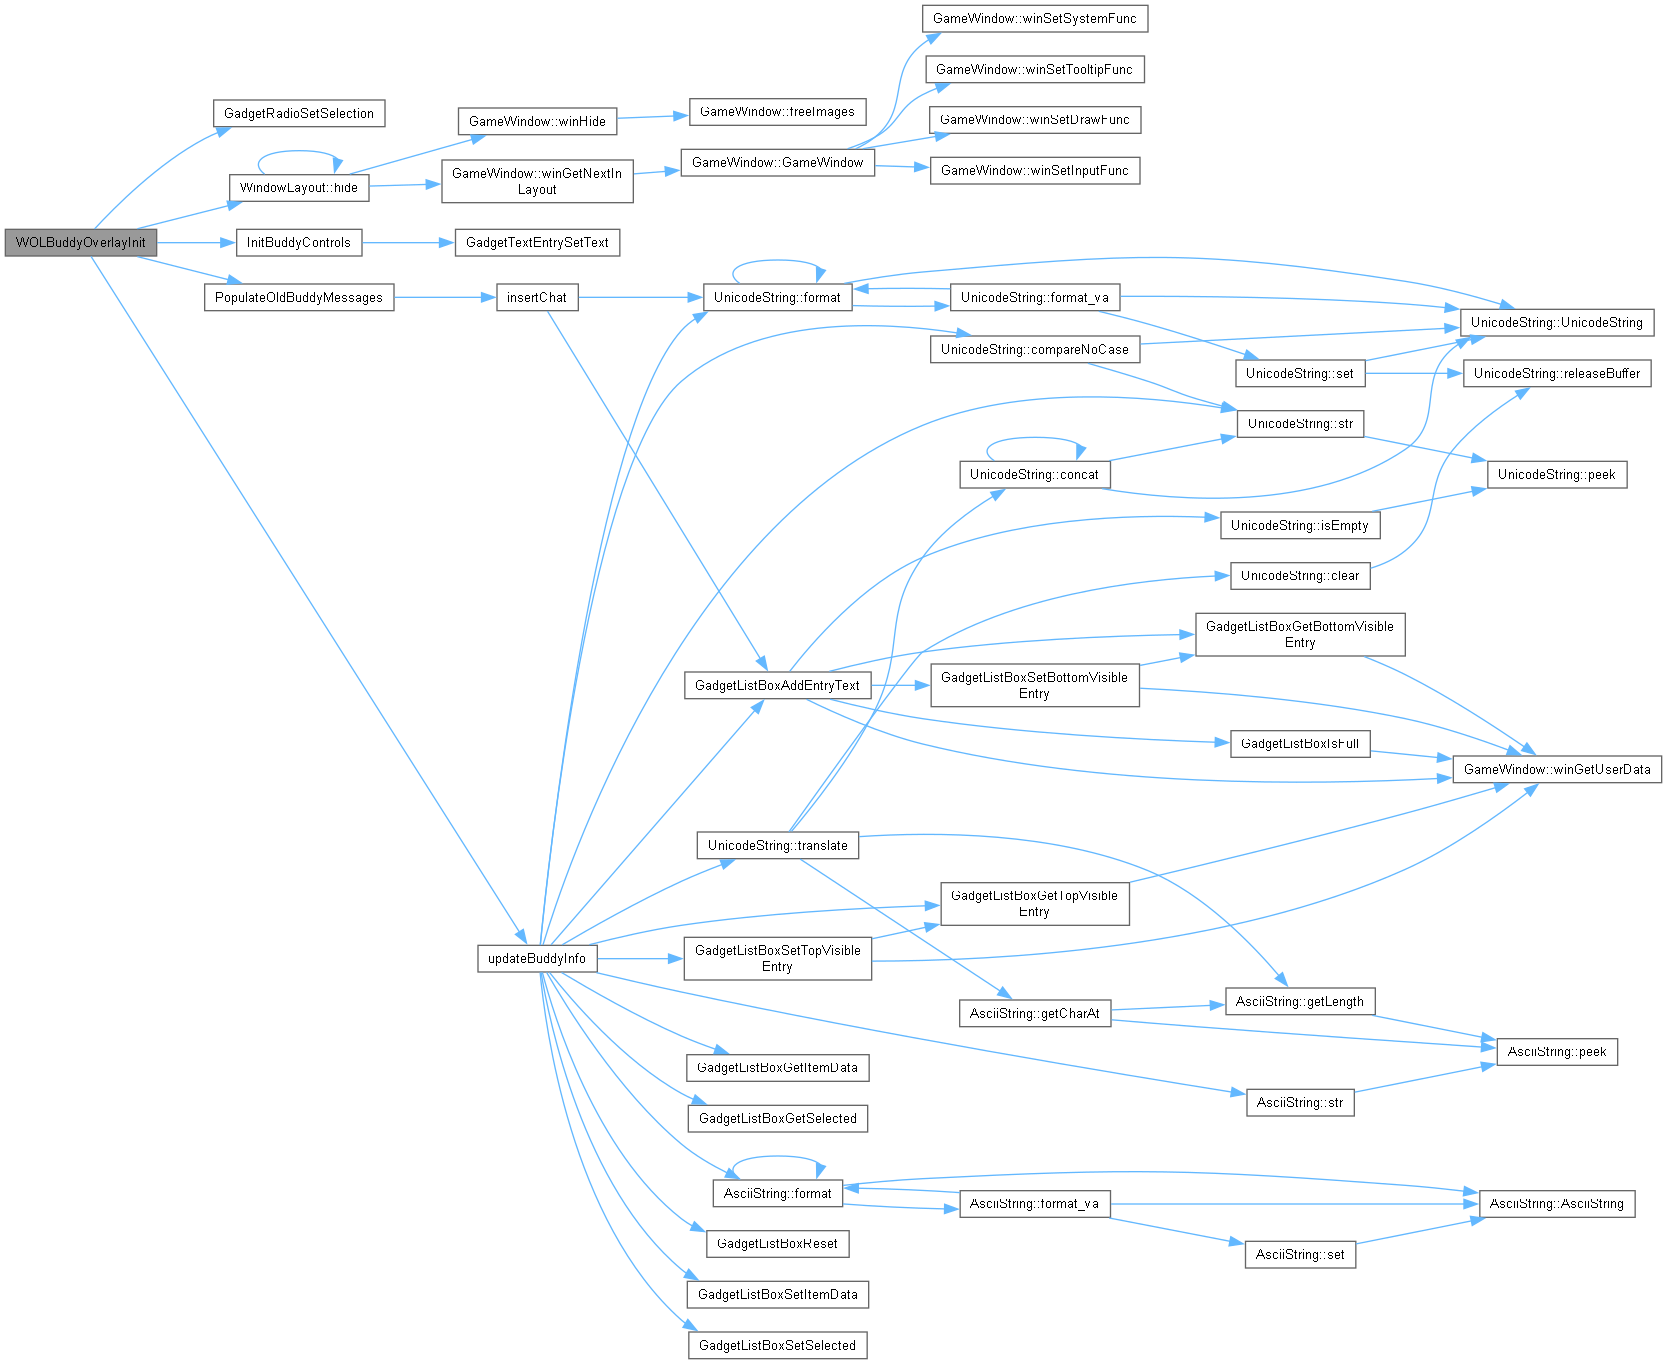 GameWindow::winSetSystemFunc
GameWindow::winSetTooltipFunc
GadgetRadioSetSelection
GameWindow::winHide
GameWindow::freeImages
GameWindow::winSetDrawFunc
GameWindow::GameWindow
GameWindow::winSetInputFunc
WindowLayout::hide
GameWindow::winGetNextIn
Layout
WOLBuddyOverlayInit
InitBuddyControls
GadgetTextEntrySetText
PopulateOldBuddyMessages
insertChat
UnicodeString::format
UnicodeString::format_va
UnicodeString::UnicodeString
UnicodeString::compareNoCase
UnicodeString::set
UnicodeString::releaseBuffer
UnicodeString::str
UnicodeString::concat
UnicodeString::peek
UnicodeString::isEmpty
UnicodeString::clear
GadgetListBoxGetBottomVisible
Entry
GadgetListBoxAddEntryText
GadgetListBoxSetBottomVisible
Entry
GadgetListBoxIsFull
GameWindow::winGetUserData
UnicodeString::translate
GadgetListBoxGetTopVisible
Entry
updateBuddyInfo
GadgetListBoxSetTopVisible
Entry
AsciiString::getCharAt
AsciiString::getLength
AsciiString::peek
GadgetListBoxGetItemData
AsciiString::str
GadgetListBoxGetSelected
AsciiString::format
AsciiString::format_va
AsciiString::AsciiString
GadgetListBoxReset
AsciiString::set
GadgetListBoxSetItemData
GadgetListBoxSetSelected